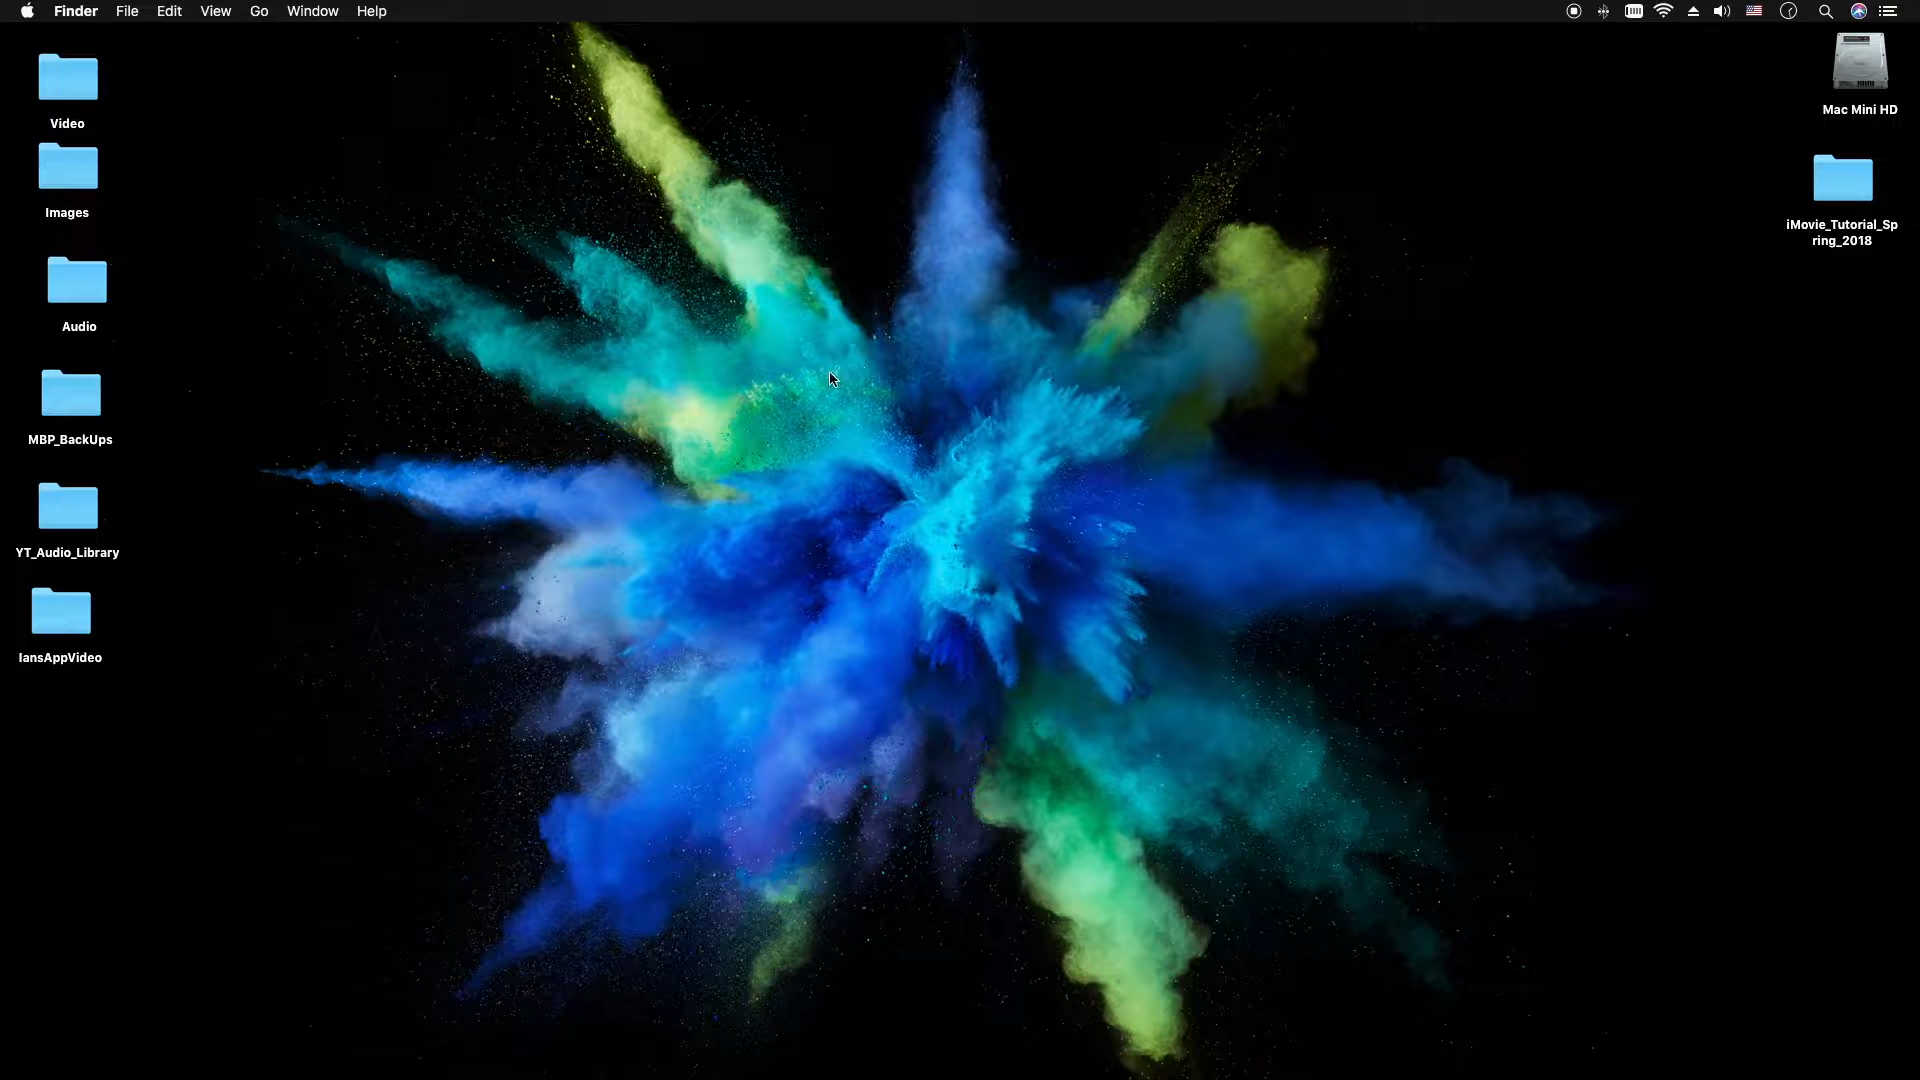 Finder File Edit View Go Window Help
Video
Images
Audio
MBP_BackUps
YT_Audio_Library
IansAppVideo
Mac Mini HD
iMovie_Tutorial_Sp
ring_2018